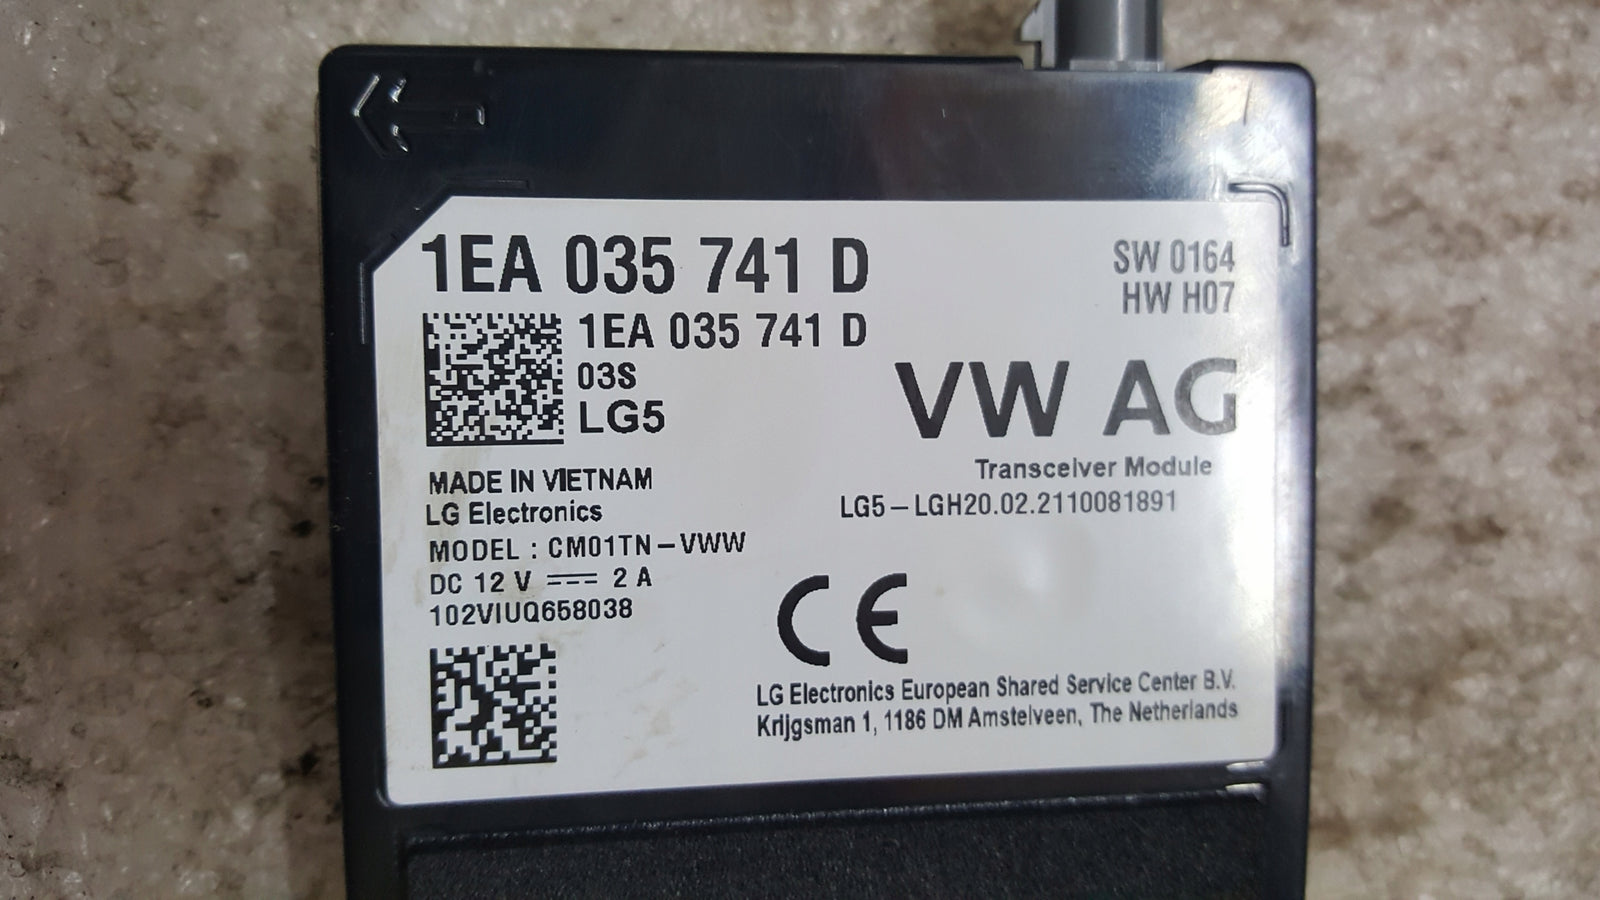 1EA 035 741 D
SW 0164
HW H07
1EA 035 741 D
03S
LG5
VW AG
Transceiver Module
LG5-LGH20.02.2110081891
MADE IN VIETNAM
LG Electronics
MODEL : CM01TN-VWW
DC 12 V ⎓ 2 A
102VIUQ658038
CE
LG Electronics European Shared Service Center B.V.
Krijgsman 1, 1186 DM Amstelveen, The Netherlands